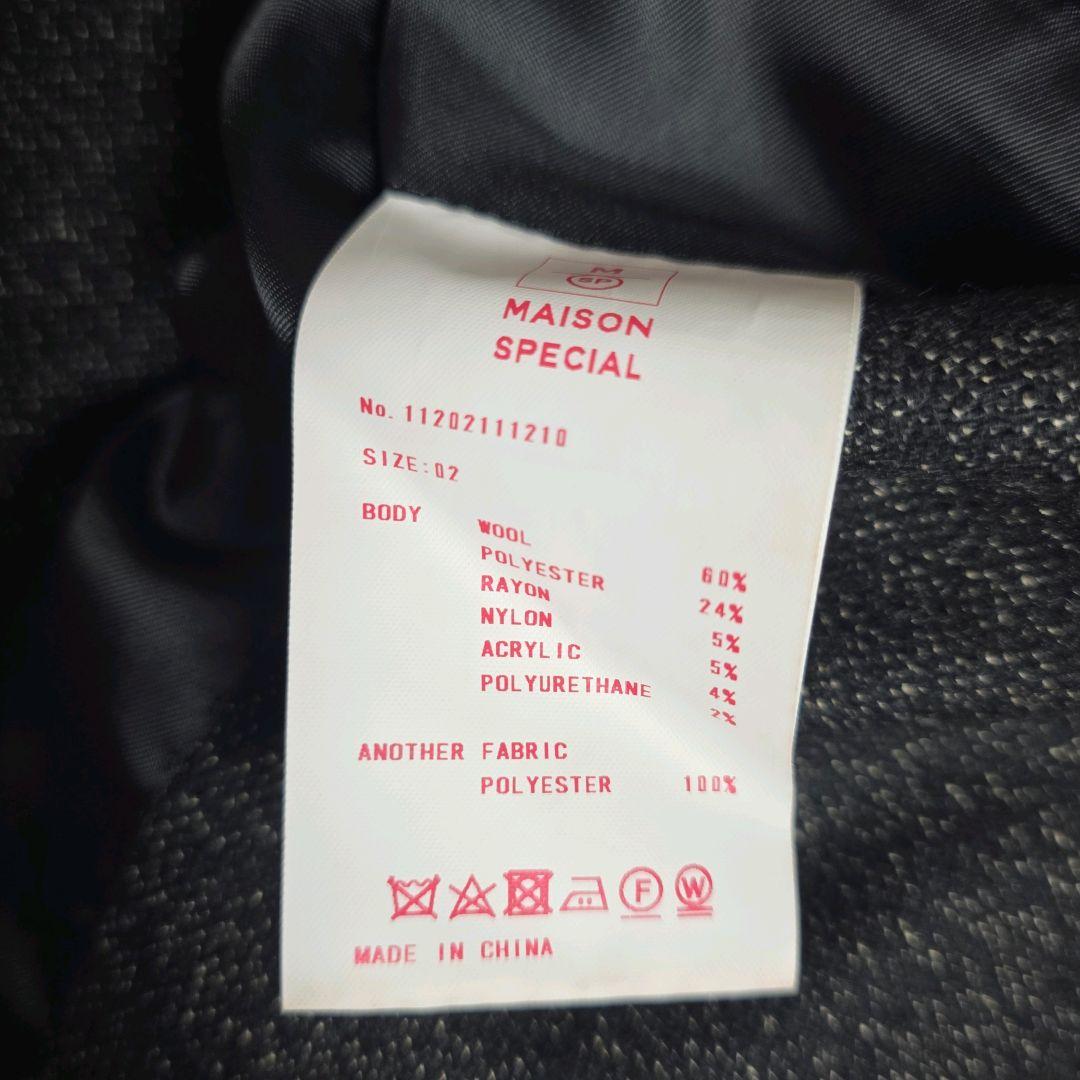 M
SP
MAISON
SPECIAL
No. 11202111210
SIZE:02
BODY
WOOL 60%
POLYESTER 24%
RAYON 5%
NYLON 5%
ACRYLIC 4%
POLYURETHANE 2%
ANOTHER FABRIC
POLYESTER 100%
F W
MADE IN CHINA